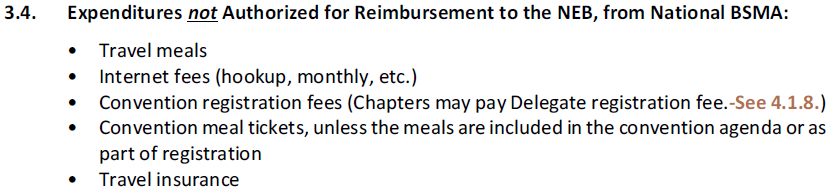 3.4. Expenditures not Authorized for Reimbursement to the NEB, from National BSMA:
• Travel meals
• Internet fees (hookup, monthly, etc.)
• Convention registration fees (Chapters may pay Delegate registration fee.-See 4.1.8.)
• Convention meal tickets, unless the meals are included in the convention agenda or as
part of registration
• Travel insurance